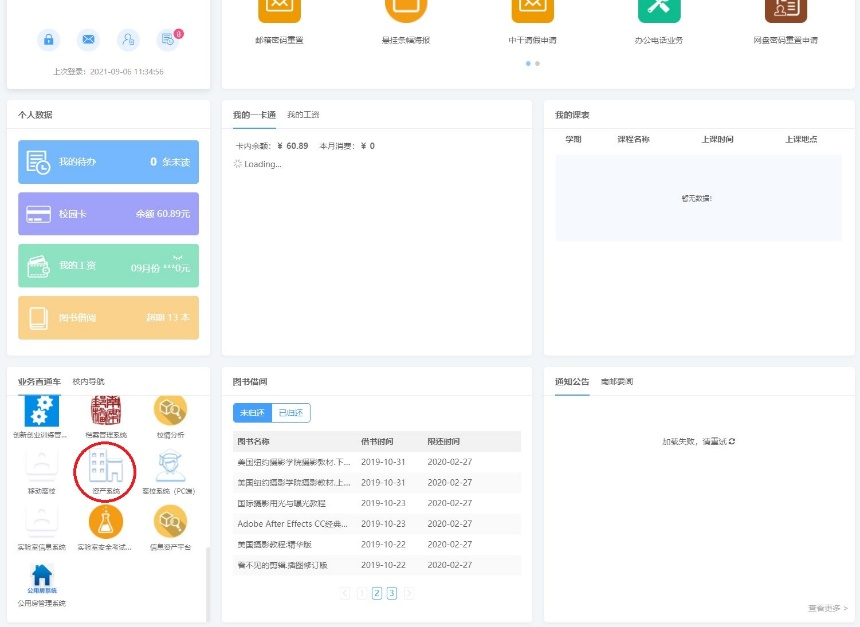 邮箱密码重置
悬挂条幅海报
中干请假申请
办公电话业务
网盘密码重置申请
8
上次登录: 2021-09-06 11:34:56
个人数据
我的待办 0 条未读
校园卡 余额 60.89元
我的工资 09月份 ***0元
图书借阅 超期 13 本
我的一卡通 我的工资
卡内余额: ¥ 60.89 本月消费: ¥ 0
Loading...
我的课表
学期 课程名称 上课时间 上课地点
暂无数据!
业务直通车 校内导航
创新创业训练营... 档案管理系统 校情分析
移动离校 资产系统 离校系统（PC端）
实验室信息系统 实验室安全考试... 信息资产平台
公用房系统
公用房管理系统
图书借阅
未归还 已归还
图书名称 借书时间 限还时间
美国纽约摄影学院摄影教材.下... 2019-10-31 2020-02-27
美国纽约摄影学院摄影教材.上... 2019-10-31 2020-02-27
国际摄影用光与曝光教程 2019-10-23 2020-02-27
Adobe After Effects CC经典... 2019-10-23 2020-02-27
美国摄影教程:精华版 2019-10-22 2020-02-27
看不见的剪辑.插图修订版 2019-10-22 2020-02-27
< 1 2 3 >
通知公告 南邮要闻
加载失败，请重试
查看更多 >